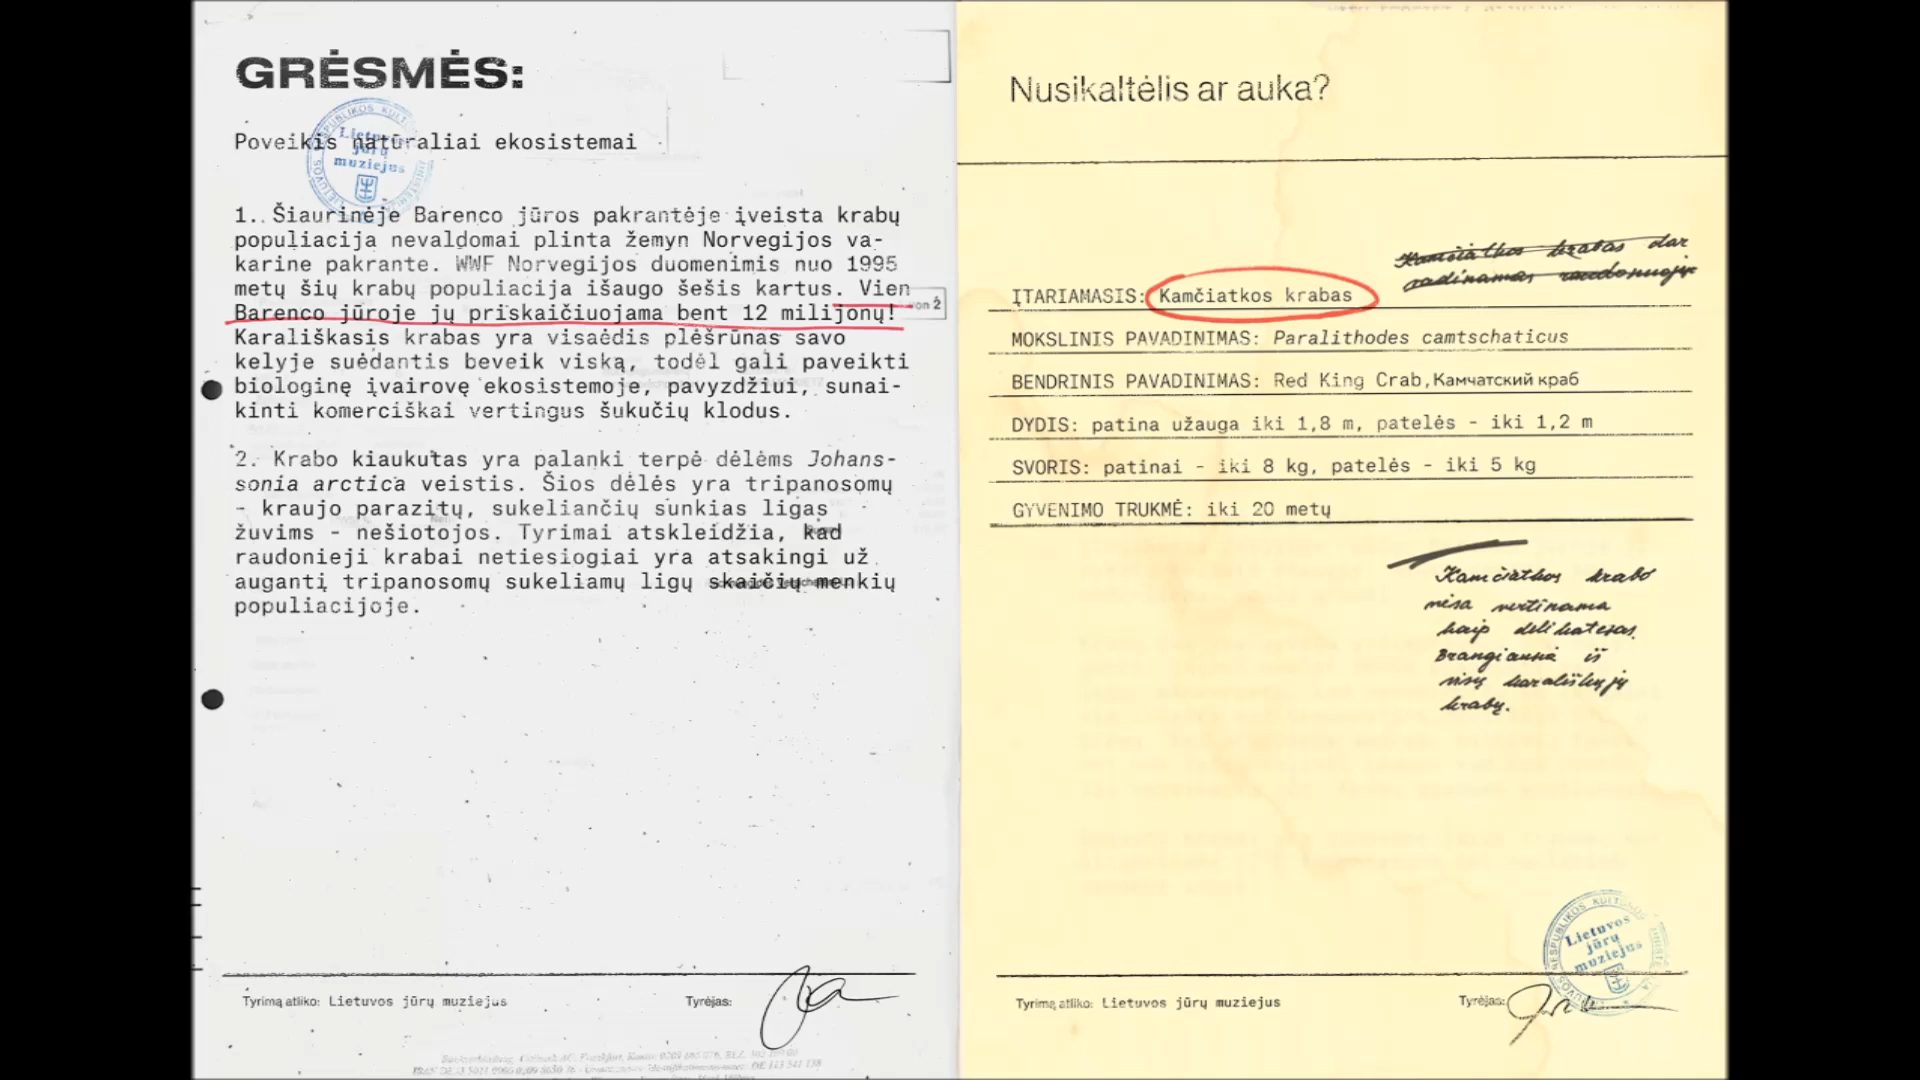 GRĖSMĖS:
Poveikis natūraliai ekosistemai
Lietuvos
jūrų
muziejus
1. Šiaurinėje Barenco jūros pakrantėje įveista krabų
populiacija nevaldomai plinta žemyn Norvegijos va-
karine pakrante. WWF Norvegijos duomenimis nuo 1995
metų šių krabų populiacija išaugo šešis kartus. Vien
Barenco jūroje jų priskaičiuojama bent 12 milijonų!
Karališkasis krabas yra visaėdis plėšrūnas savo
kelyje suėdantis beveik viską, todėl gali paveikti
biologinę įvairovę ekosistemoje, pavyzdžiui, sunai-
kinti komerciškai vertingus šukučių klodus.
2. Krabo kiaukutas yra palanki terpė dėlėms Johans-
sonia arctica veistis. Šios dėlės yra tripanosomų
- kraujo parazitų, sukeliančių sunkias ligas
žuvims - nešiotojos. Tyrimai atskleidžia, kad
raudonieji krabai netiesiogiai yra atsakingi už
augantį tripanosomų sukeliamų ligų skaičių menkių
populiacijoje.
von 2
Tyrimą atliko: Lietuvos jūrų muziejus
Tyrėjas:
Nusikaltėlis ar auka?
Kamčiatkos krabas dar
vadinamas raudonuoju
ĮTARIAMASIS: Kamčiatkos krabas
MOKSLINIS PAVADINIMAS: Paralithodes camtschaticus
BENDRINIS PAVADINIMAS: Red King Crab, Камчатский краб
DYDIS: patina užauga iki 1,8 m, patelės - iki 1,2 m
SVORIS: patinai - iki 8 kg, patelės - iki 5 kg
GYVENIMO TRUKMĖ: iki 20 metų
Kamčiatkos krabo
mėsa vertinama
kaip delikatesas.
Brangiausia iš
visų karališkųjų
krabų.
Lietuvos
jūrų
muziejus
Tyrimą atliko: Lietuvos jūrų muziejus
Tyrėjas: